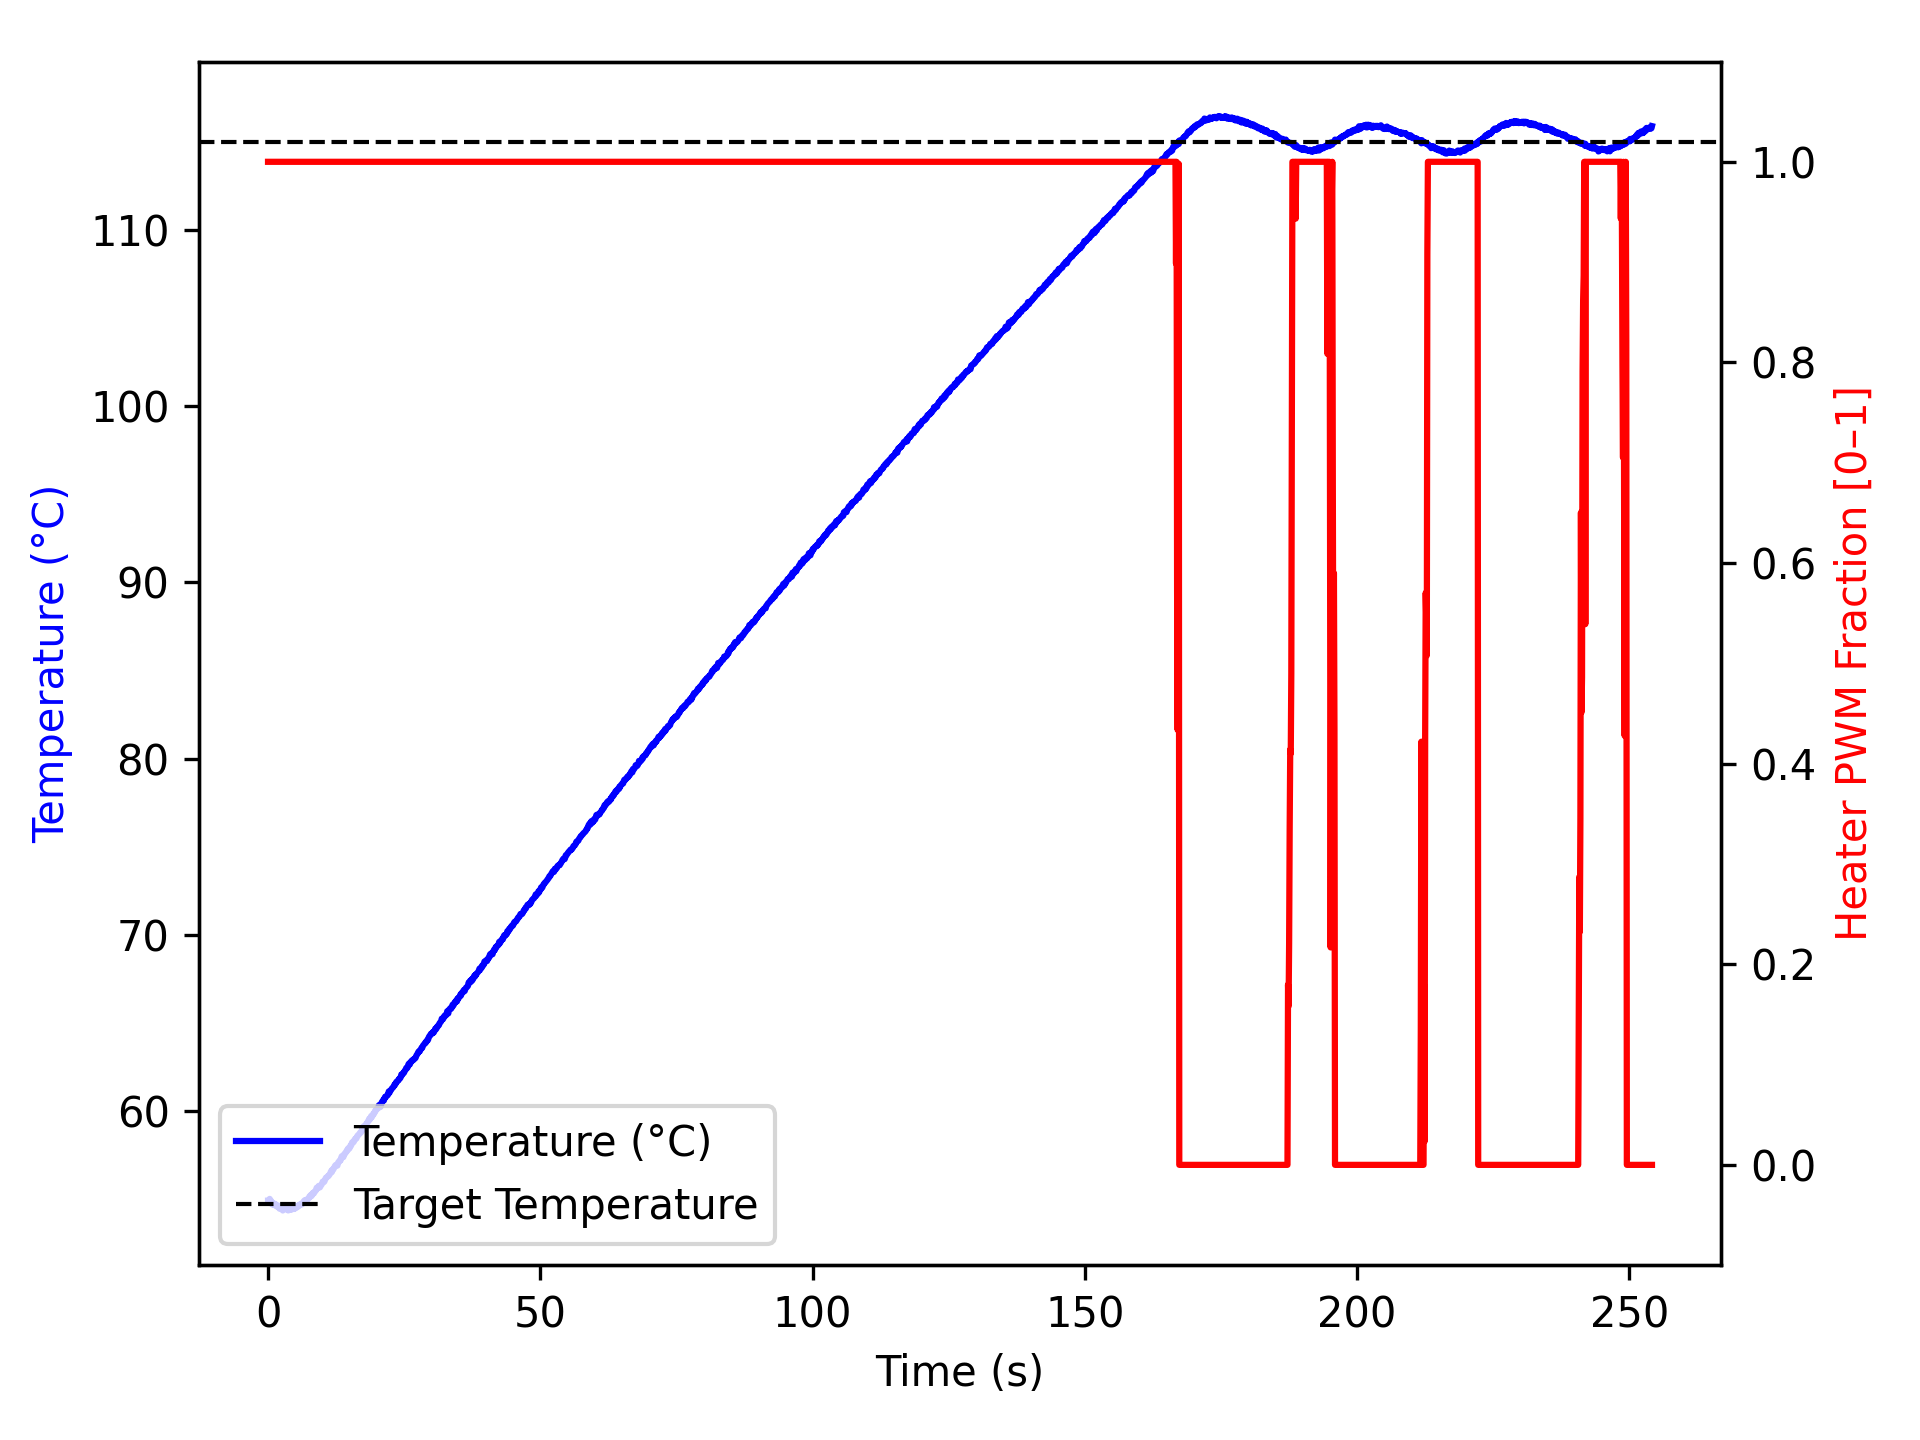 110
100
90
80
70
60
Temperature (°C)
1.0
0.8
0.6
0.4
0.2
0.0
Heater PWM Fraction [0–1]
Temperature (°C)
Target Temperature
0 50 100 150 200 250
Time (s)